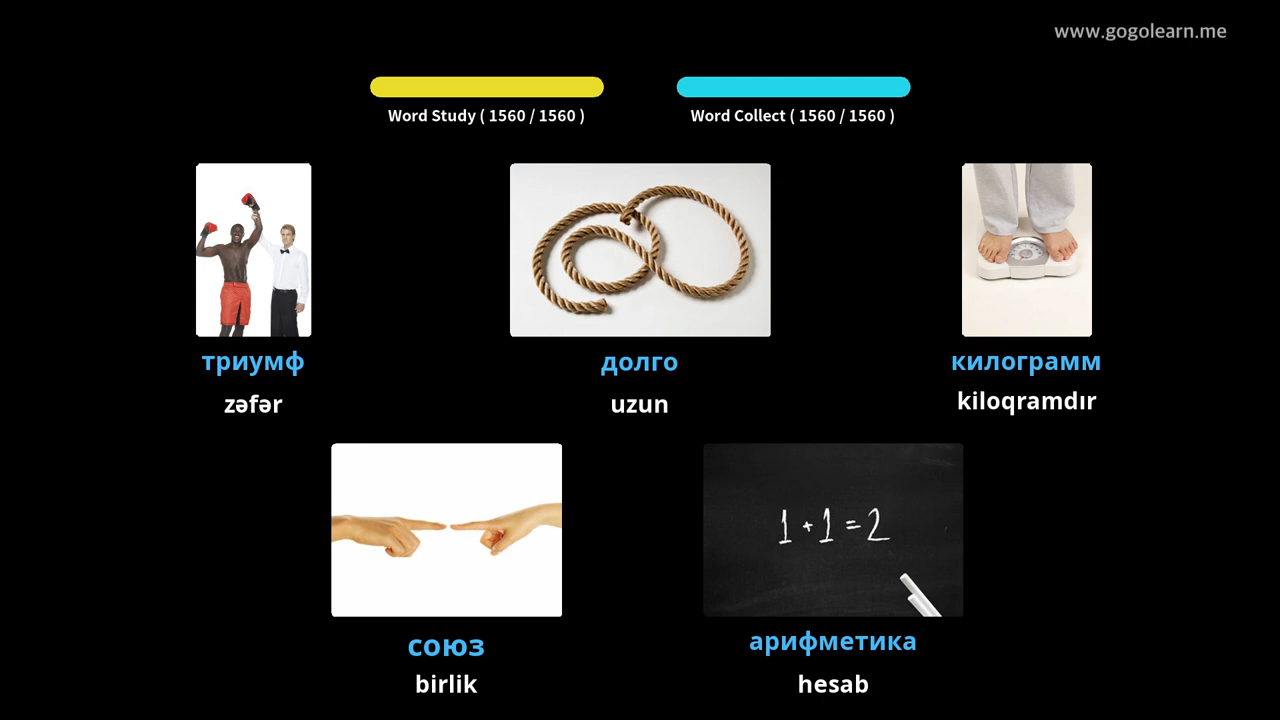 www.gogolearn.me
Word Study ( 1560 / 1560 )
Word Collect ( 1560 / 1560 )
триумф
zəfər
долго
uzun
килограмм
kiloqramdır
1+1=2
союз
birlik
арифметика
hesab